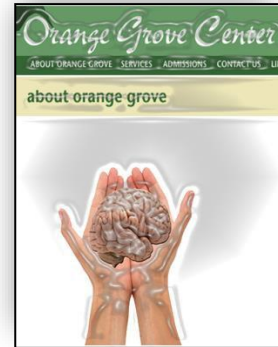 Orange Grove Center
ABOUT ORANGE GROVE SERVICES ADMISSIONS CONTACT US
about orange grove